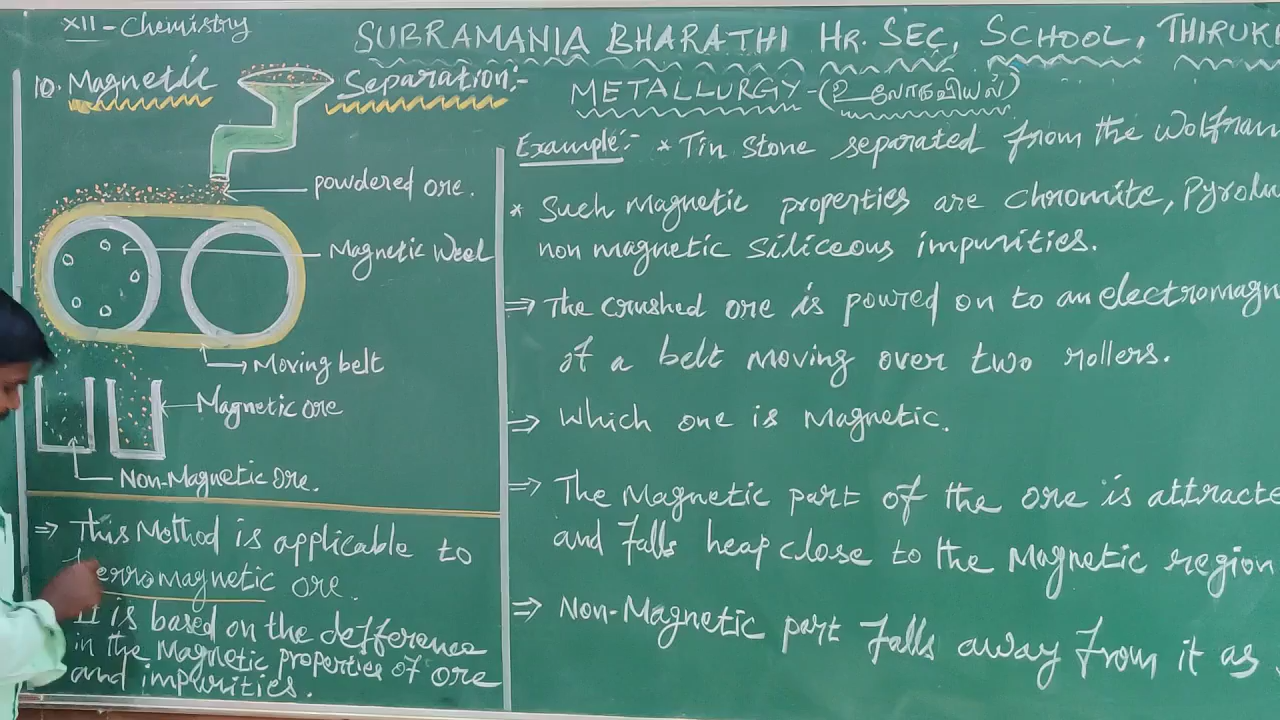 XII - Chemistry
SUBRAMANIA BHARATHI Hr. SEC, SCHOOL, THIRUK
10. Magnetic Separation:-
METALLURGY - (உலோகவியல்)
powdered ore.
Magnetic Weel
Moving belt
Magnetic ore
Non-Magnetic ore.
⇒ This Method is applicable to
Ferromagnetic ore.
It is based on the defference
in the Magnetic properties of ore
and impurities.
Example:- * Tin stone separated from the Wolfram
* Such magnetic properties are chromite, Pyrolu
non magnetic siliceous impurities.
⇒ The crushed ore is poured on to an electromagn
of a belt moving over two rollers.
⇒ Which one is Magnetic.
⇒ The Magnetic part of the ore is attracte
and falls heap close to the Magnetic region
⇒ Non-Magnetic part falls away from it as